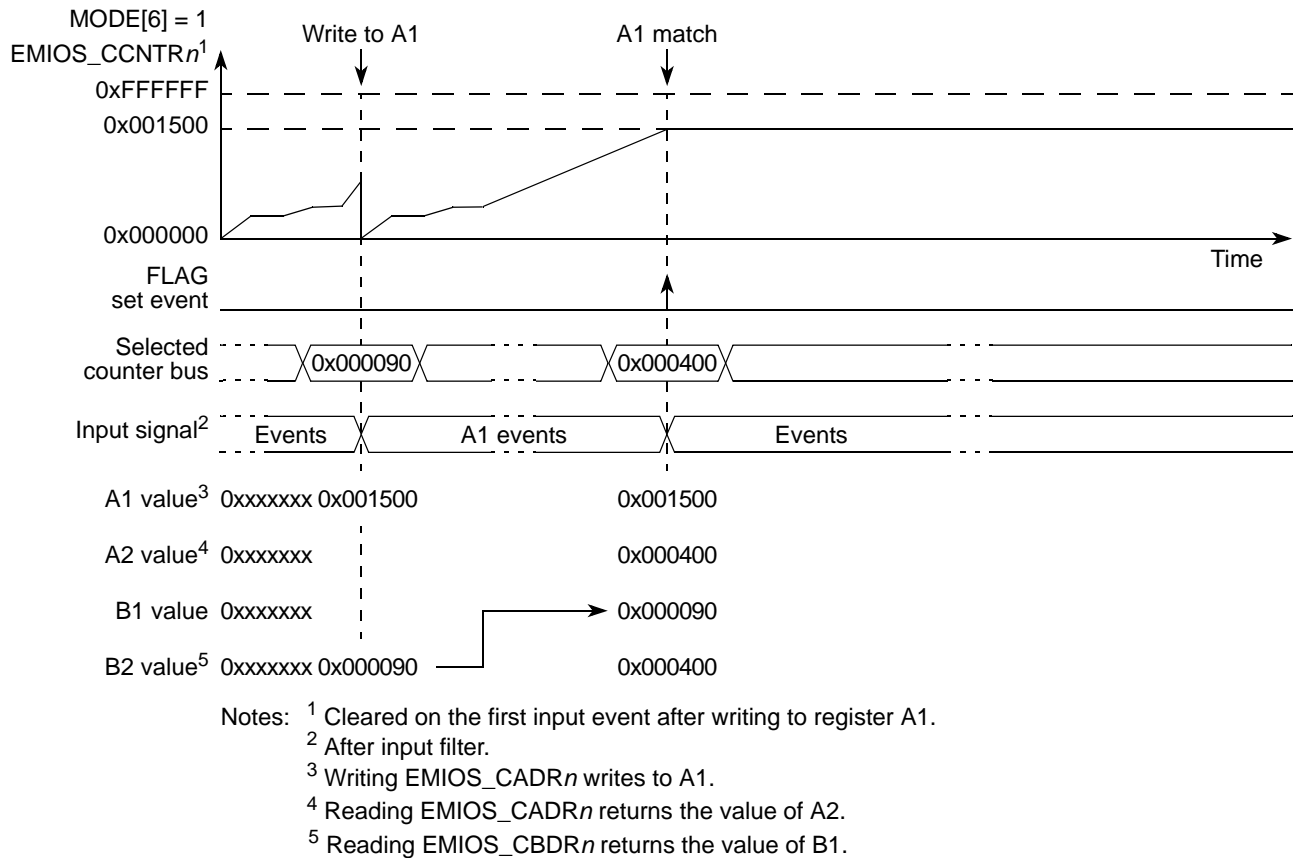 MODE[6] = 1
Write to A1
A1 match
EMIOS_CCNTRn1
0xFFFFFF
0x001500
0x000000
Time
FLAG
set event
Selected
counter bus
0x000090
0x000400
Input signal2
Events
A1 events
Events
A1 value3 0xxxxxxx 0x001500 0x001500
A2 value4 0xxxxxxx 0x000400
B1 value 0xxxxxxx 0x000090
B2 value5 0xxxxxxx 0x000090 0x000400
Notes: 1 Cleared on the first input event after writing to register A1.
2 After input filter.
3 Writing EMIOS_CADRn writes to A1.
4 Reading EMIOS_CADRn returns the value of A2.
5 Reading EMIOS_CBDRn returns the value of B1.